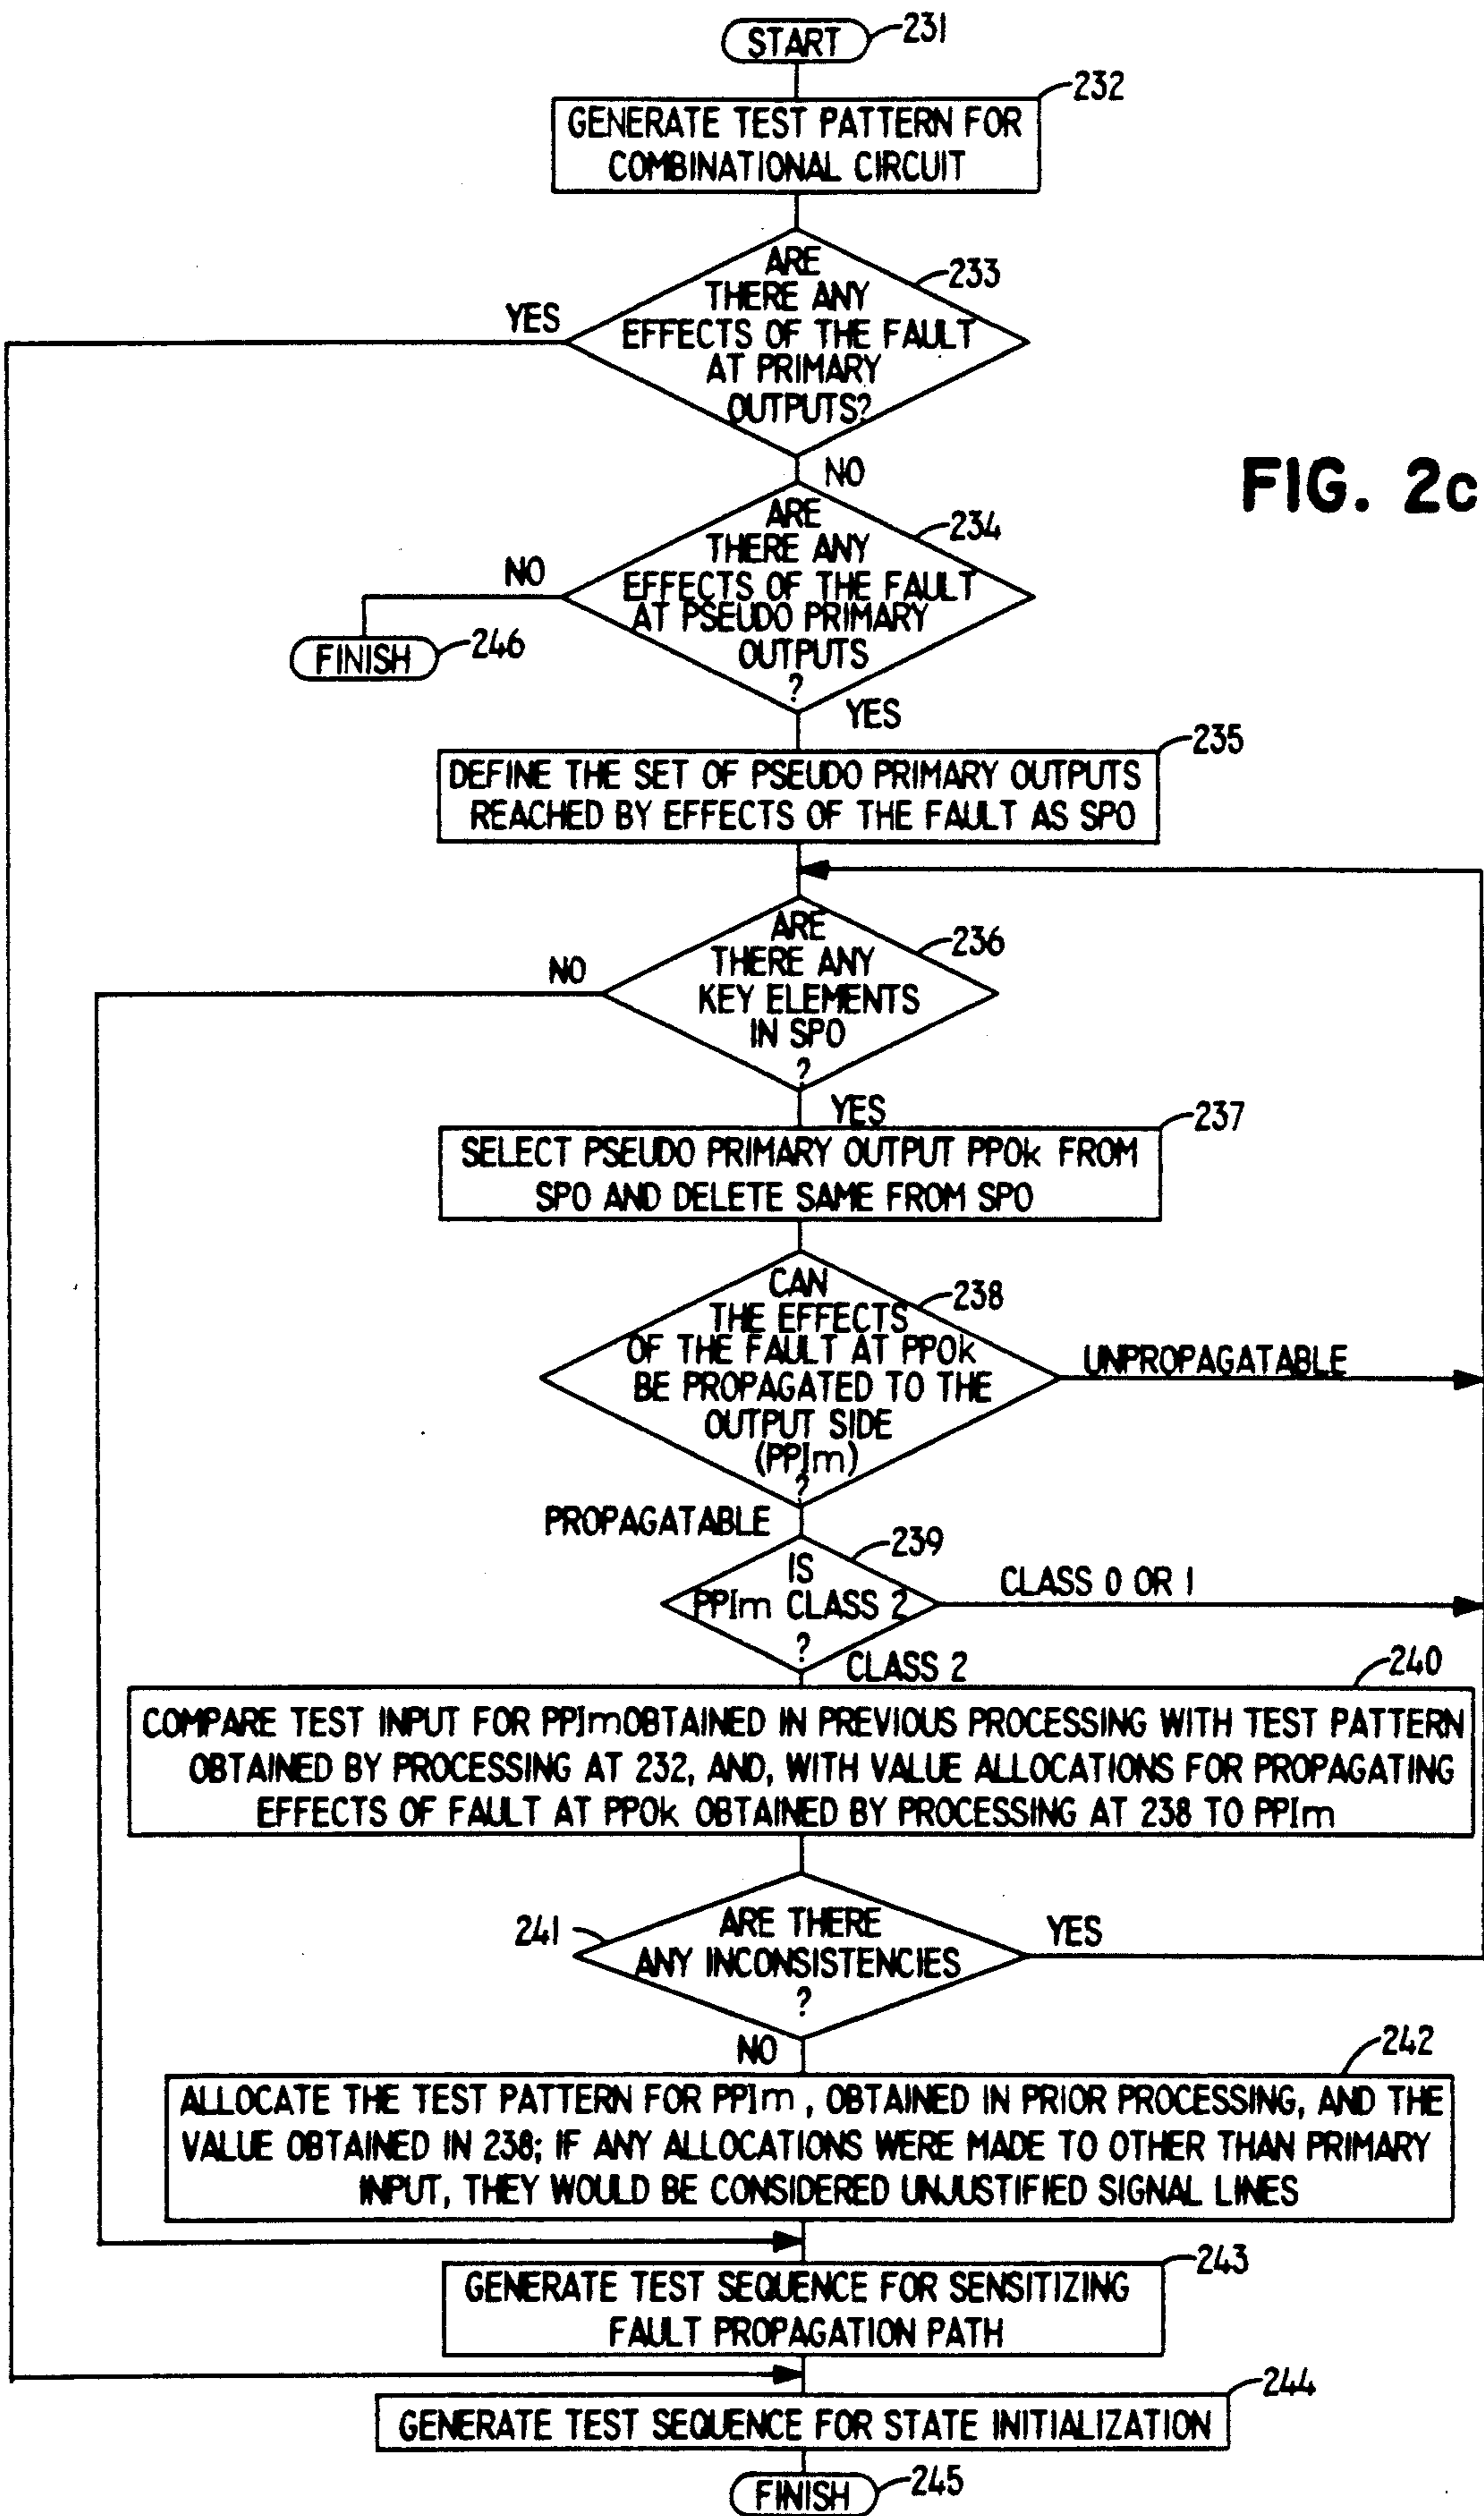 START
231
232
GENERATE TEST PATTERN FOR
COMBINATIONAL CIRCUIT
ARE
THERE ANY
EFFECTS OF THE FAULT
AT PRIMARY
OUTPUTS?
233
YES
NO
FIG. 2c
ARE
THERE ANY
EFFECTS OF THE FAULT
AT PSEUDO PRIMARY
OUTPUTS
?
234
NO
FINISH
246
YES
235
DEFINE THE SET OF PSEUDO PRIMARY OUTPUTS
REACHED BY EFFECTS OF THE FAULT AS SPO
ARE
THERE ANY
KEY ELEMENTS
IN SPO
?
236
NO
YES
237
SELECT PSEUDO PRIMARY OUTPUT PPOk FROM
SPO AND DELETE SAME FROM SPO
CAN
THE EFFECTS
OF THE FAULT AT PPOk
BE PROPAGATED TO THE
OUTPUT SIDE
(PPIm)
?
238
UNPROPAGATABLE
PROPAGATABLE
IS
PPIm CLASS 2
?
239
CLASS 0 OR 1
CLASS 2
240
COMPARE TEST INPUT FOR PPIm OBTAINED IN PREVIOUS PROCESSING WITH TEST PATTERN
OBTAINED BY PROCESSING AT 232, AND, WITH VALUE ALLOCATIONS FOR PROPAGATING
EFFECTS OF FAULT AT PPOk OBTAINED BY PROCESSING AT 238 TO PPIm
241
ARE THERE
ANY INCONSISTENCIES
?
YES
NO
242
ALLOCATE THE TEST PATTERN FOR PPIm, OBTAINED IN PRIOR PROCESSING, AND THE
VALUE OBTAINED IN 238; IF ANY ALLOCATIONS WERE MADE TO OTHER THAN PRIMARY
INPUT, THEY WOULD BE CONSIDERED UNJUSTIFIED SIGNAL LINES
243
GENERATE TEST SEQUENCE FOR SENSITIZING
FAULT PROPAGATION PATH
244
GENERATE TEST SEQUENCE FOR STATE INITIALIZATION
FINISH
245